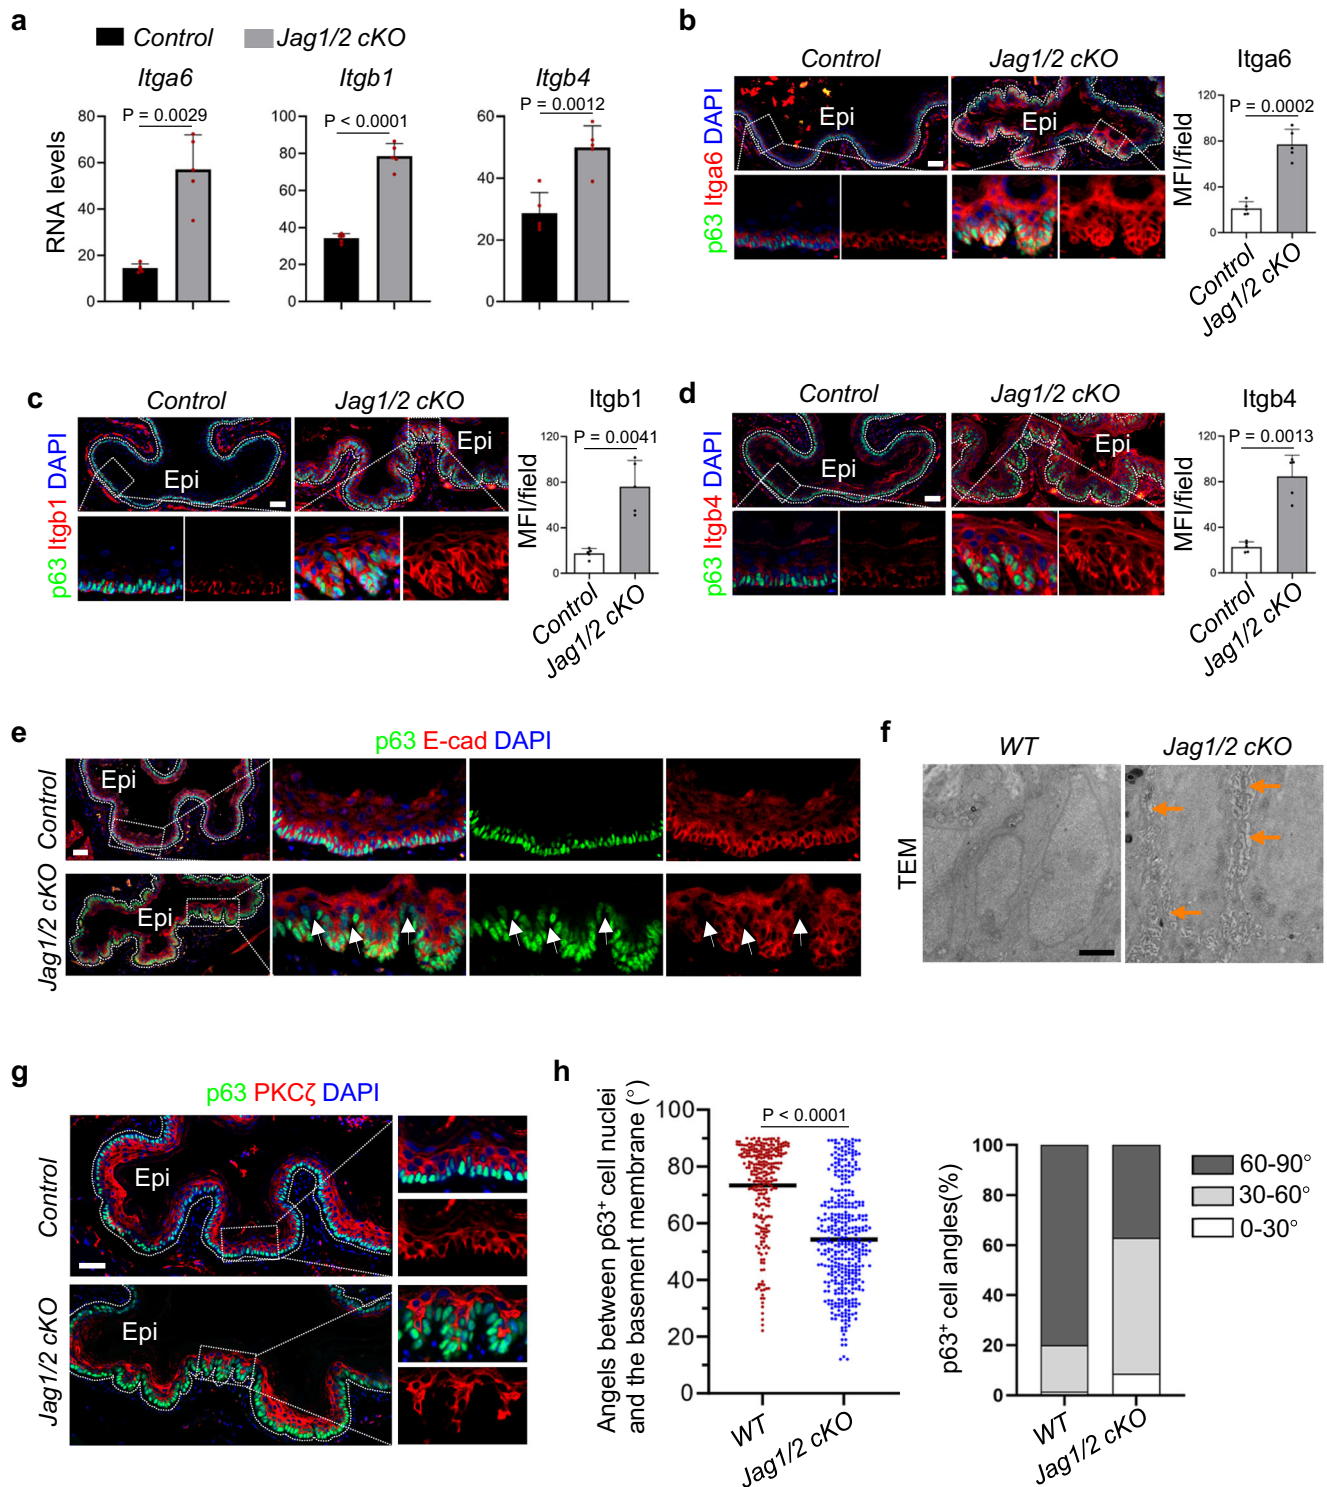 a
Control
Jag1/2 cKO
Itga6
Itgb1
Itgb4
RNA levels
80
60
40
20
0
P = 0.0029
100
80
60
40
20
0
P < 0.0001
60
40
20
0
P = 0.0012
b
Control
Jag1/2 cKO
Itga6
p63 Itga6 DAPI
Epi
Epi
MFI/field
120
80
40
0
P = 0.0002
Control
Jag1/2 cKO
c
Control
Jag1/2 cKO
Itgb1
p63 Itgb1 DAPI
Epi
Epi
MFI/field
120
80
40
0
P = 0.0041
Control
Jag1/2 cKO
d
Control
Jag1/2 cKO
Itgb4
p63 Itgb4 DAPI
Epi
Epi
MFI/field
120
80
40
0
P = 0.0013
Control
Jag1/2 cKO
e
p63 E-cad DAPI
Control
Jag1/2 cKO
Epi
Epi
f
WT
Jag1/2 cKO
TEM
g
p63 PKCζ DAPI
Control
Jag1/2 cKO
Epi
Epi
h
Angels between p63⁺ cell nuclei
and the basement membrane (°)
100
80
60
40
20
0
P < 0.0001
WT
Jag1/2 cKO
p63⁺ cell angles(%)
100
80
60
40
20
0
WT
Jag1/2 cKO
60-90°
30-60°
0-30°